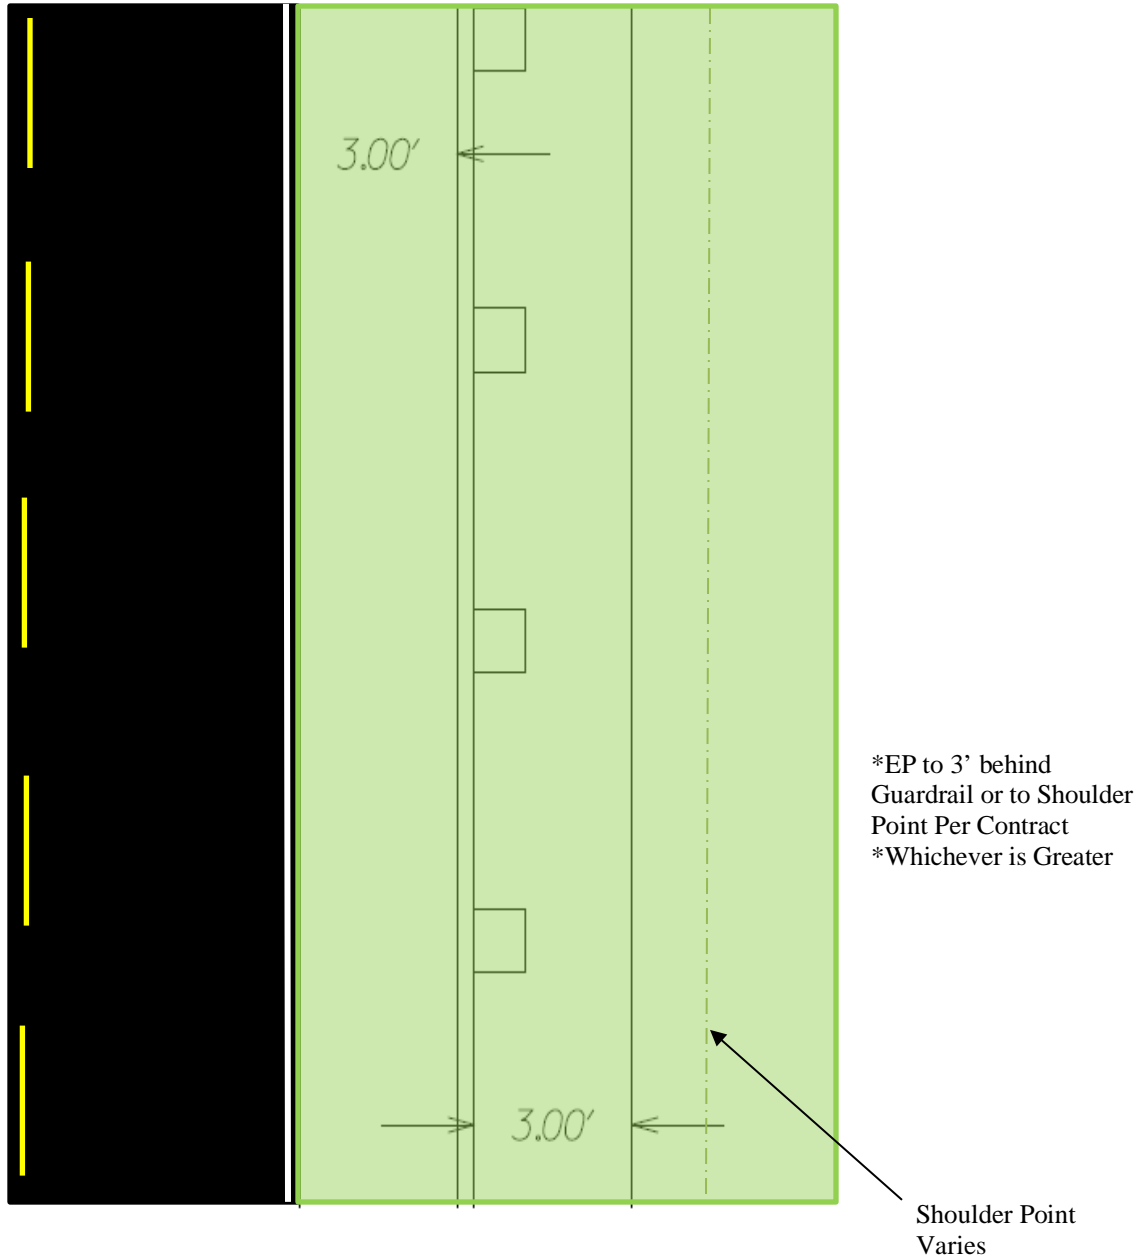 3.00′
*EP to 3’ behind
Guardrail or to Shoulder
Point Per Contract
*Whichever is Greater
3.00′
Shoulder Point
Varies